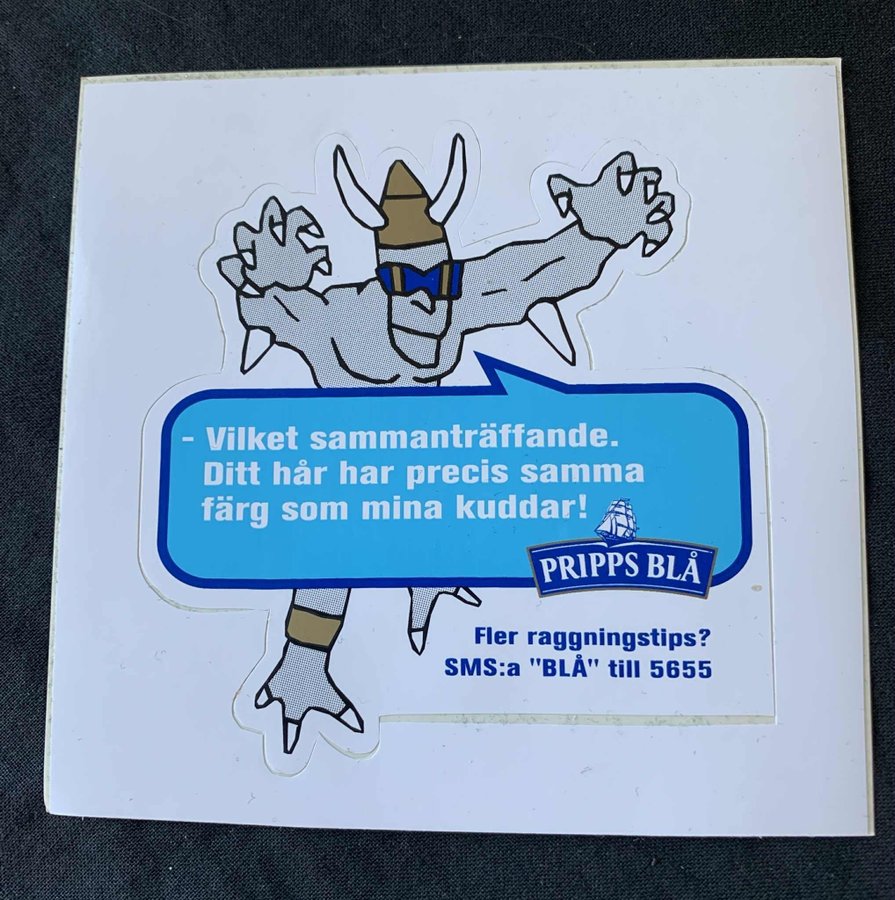 - Vilket sammanträffande.
Ditt hår har precis samma
färg som mina kuddar!
PRIPPS BLÅ
Fler raggningstips?
SMS:a "BLÅ" till 5655